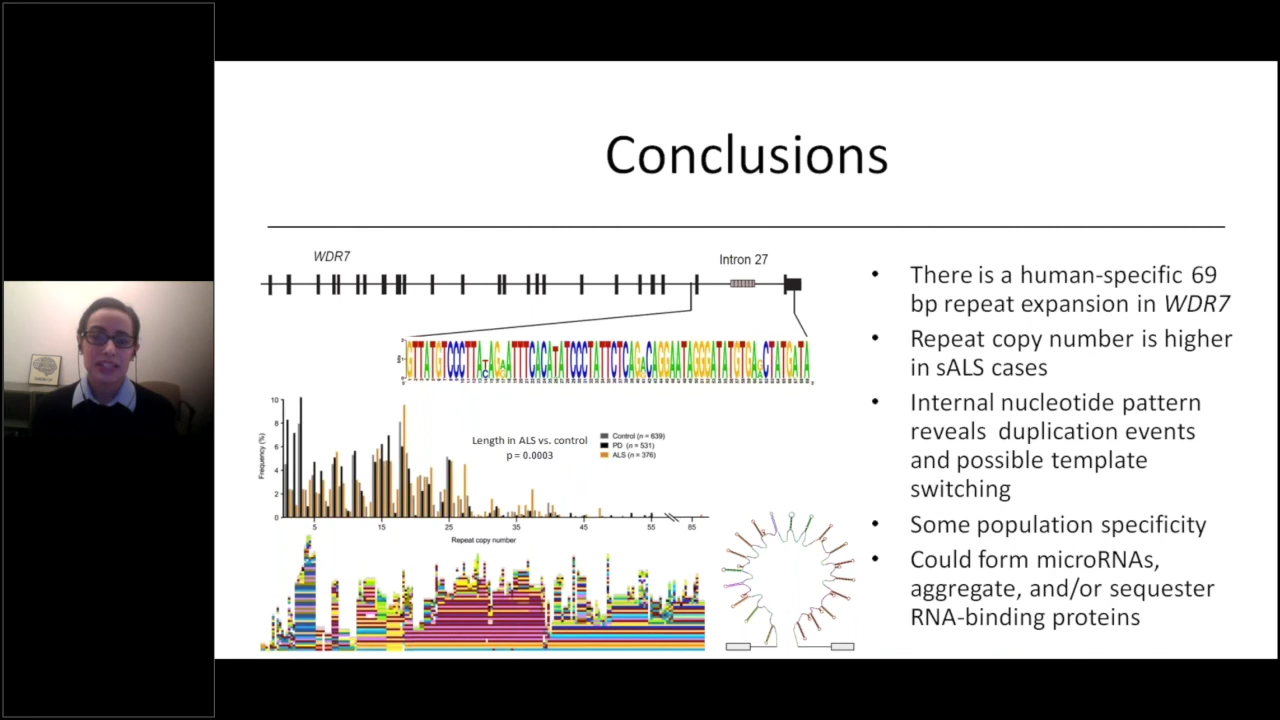 Conclusions
WDR7
Intron 27
GTTATGTCCCTTA
Length in ALS vs. control
p = 0.0003
Control (n = 639)
PD (n = 531)
ALS (n = 376)
Frequency (%)
10
8
6
4
2
0
5
15
25
35
45
55
85
Repeat copy number
• There is a human-specific 69
bp repeat expansion in WDR7
• Repeat copy number is higher
in sALS cases
• Internal nucleotide pattern
reveals duplication events
and possible template
switching
• Some population specificity
• Could form microRNAs,
aggregate, and/or sequester
RNA-binding proteins